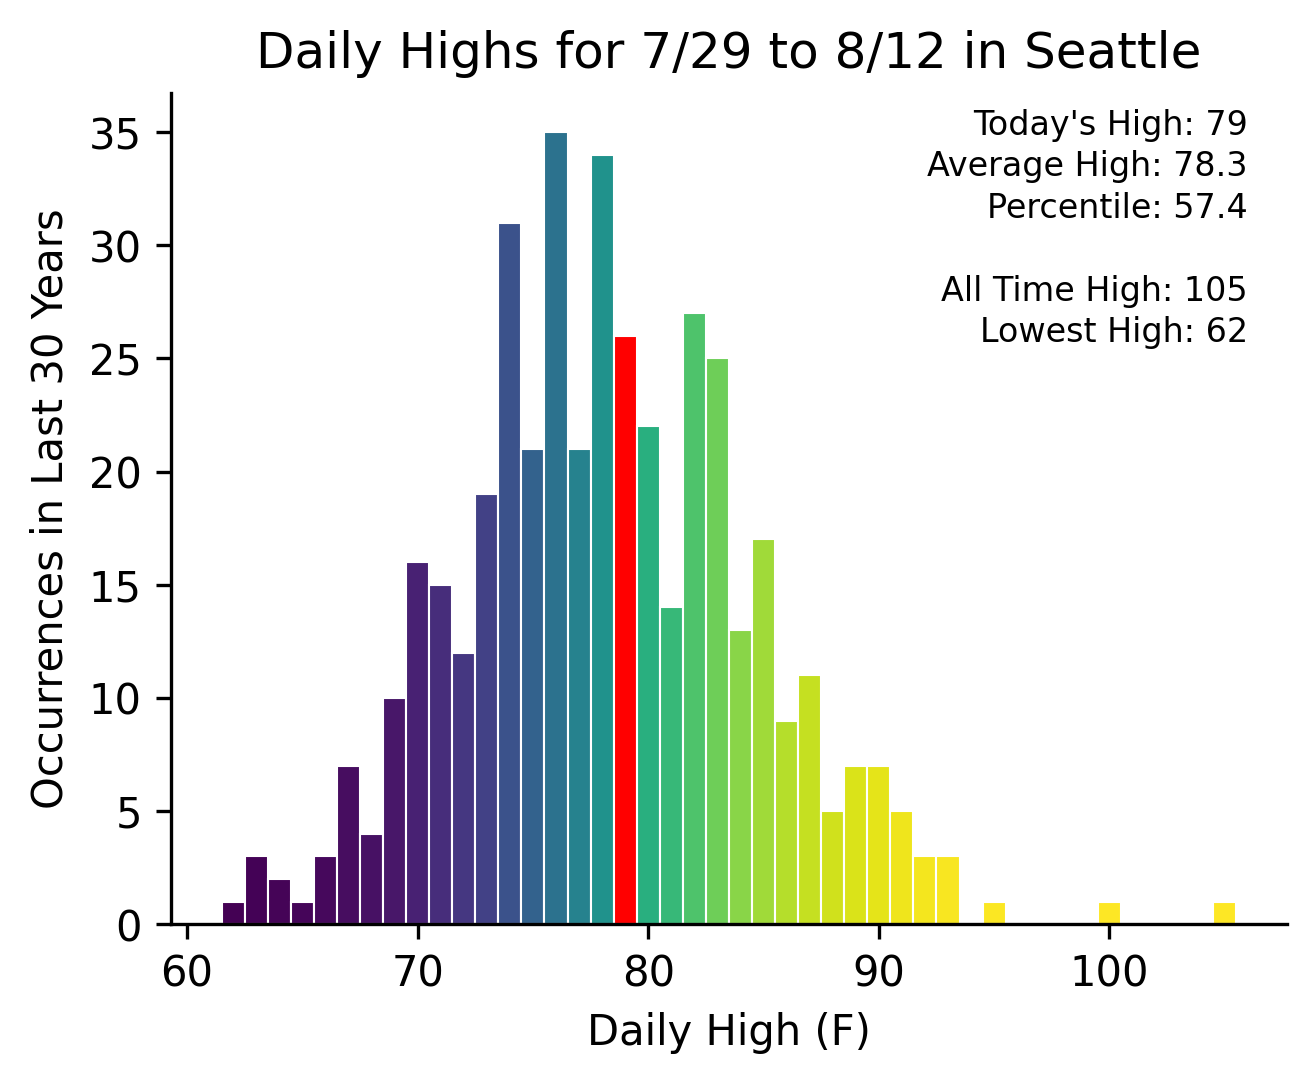 Daily Highs for 7/29 to 8/12 in Seattle
Today's High: 79
Average High: 78.3
Percentile: 57.4
All Time High: 105
Lowest High: 62
Occurrences in Last 30 Years
35
30
25
20
15
10
5
0
60 70 80 90 100
Daily High (F)